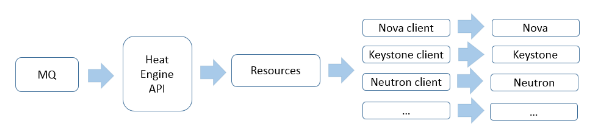 MQ
Heat
Engine
API
Resources
Nova client
Nova
Keystone client
Keystone
Neutron client
Neutron
...
...